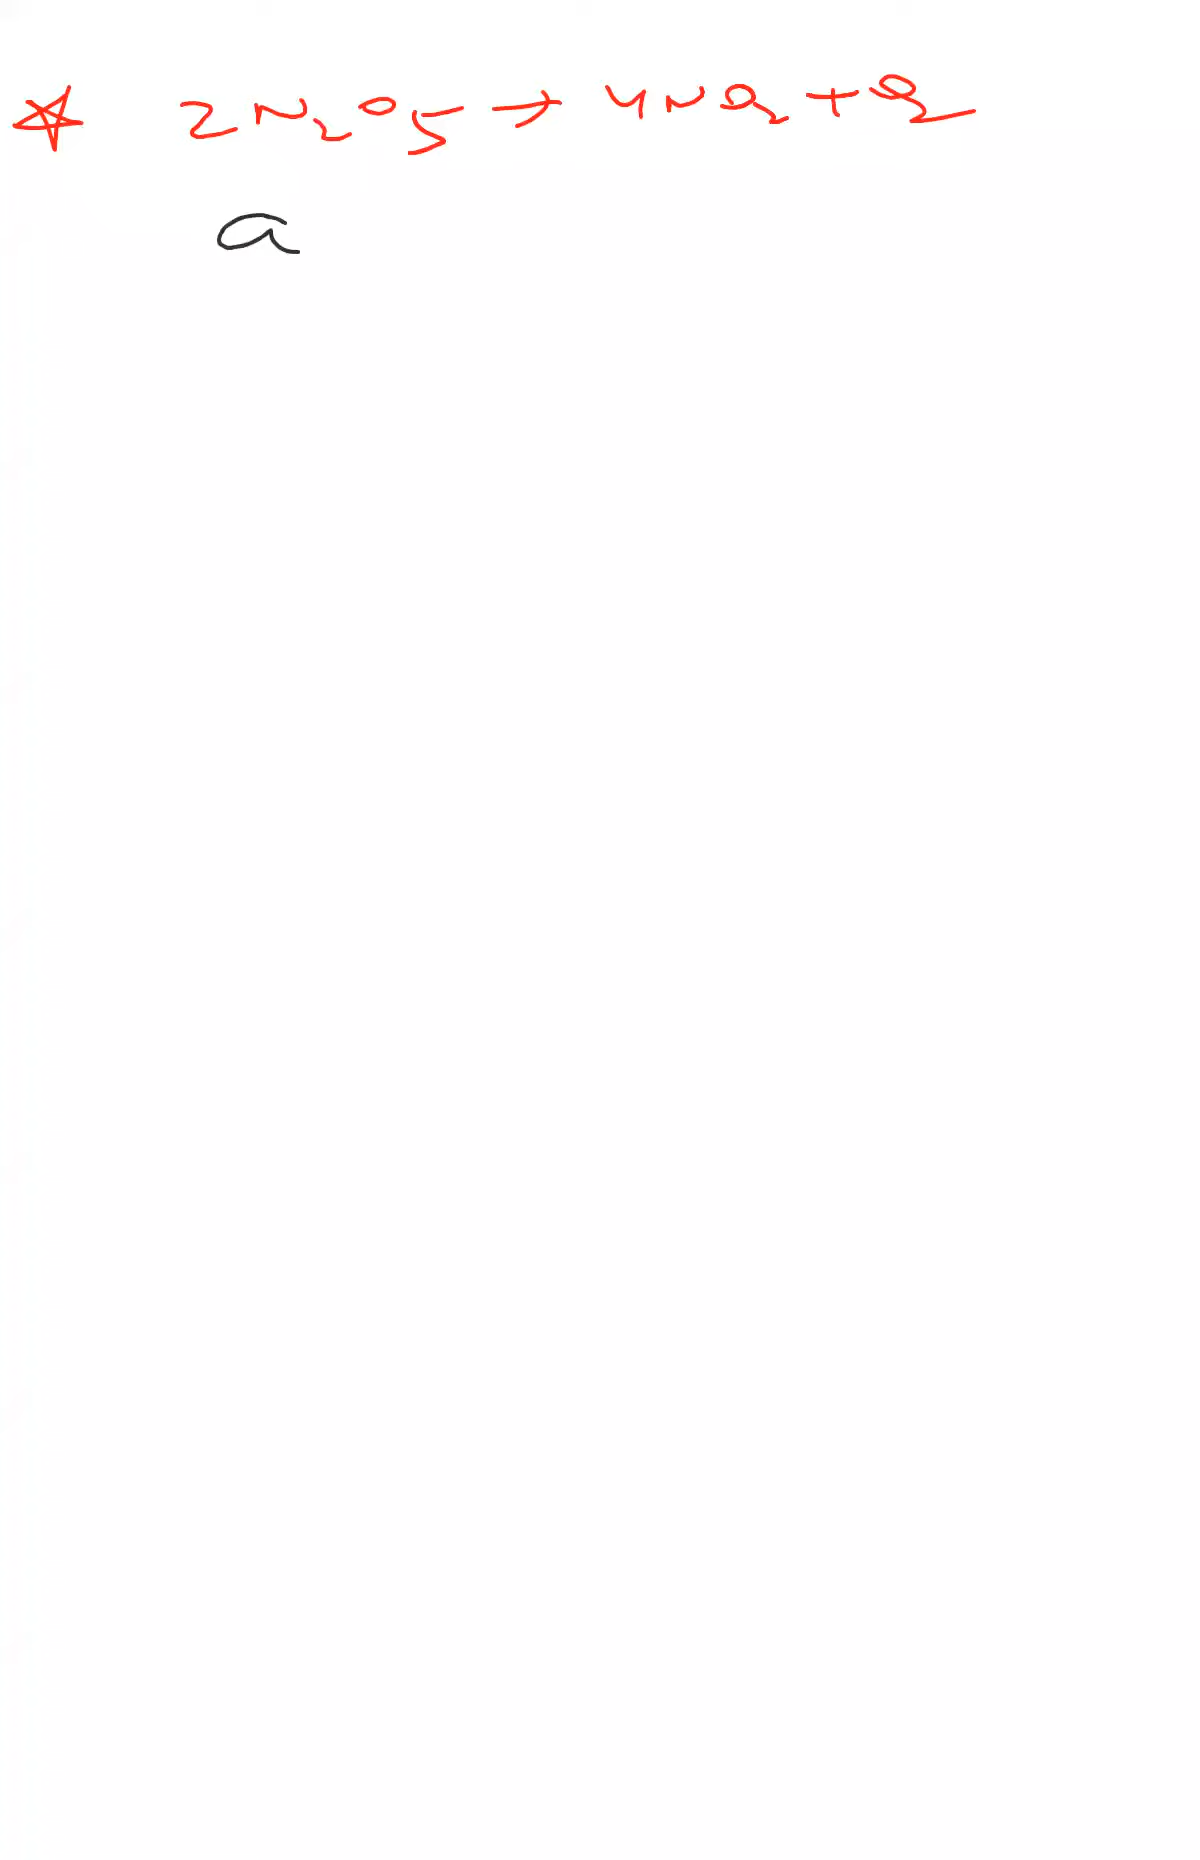 ☆ 2N₂O₅ → 4NO₂ + O₂
a